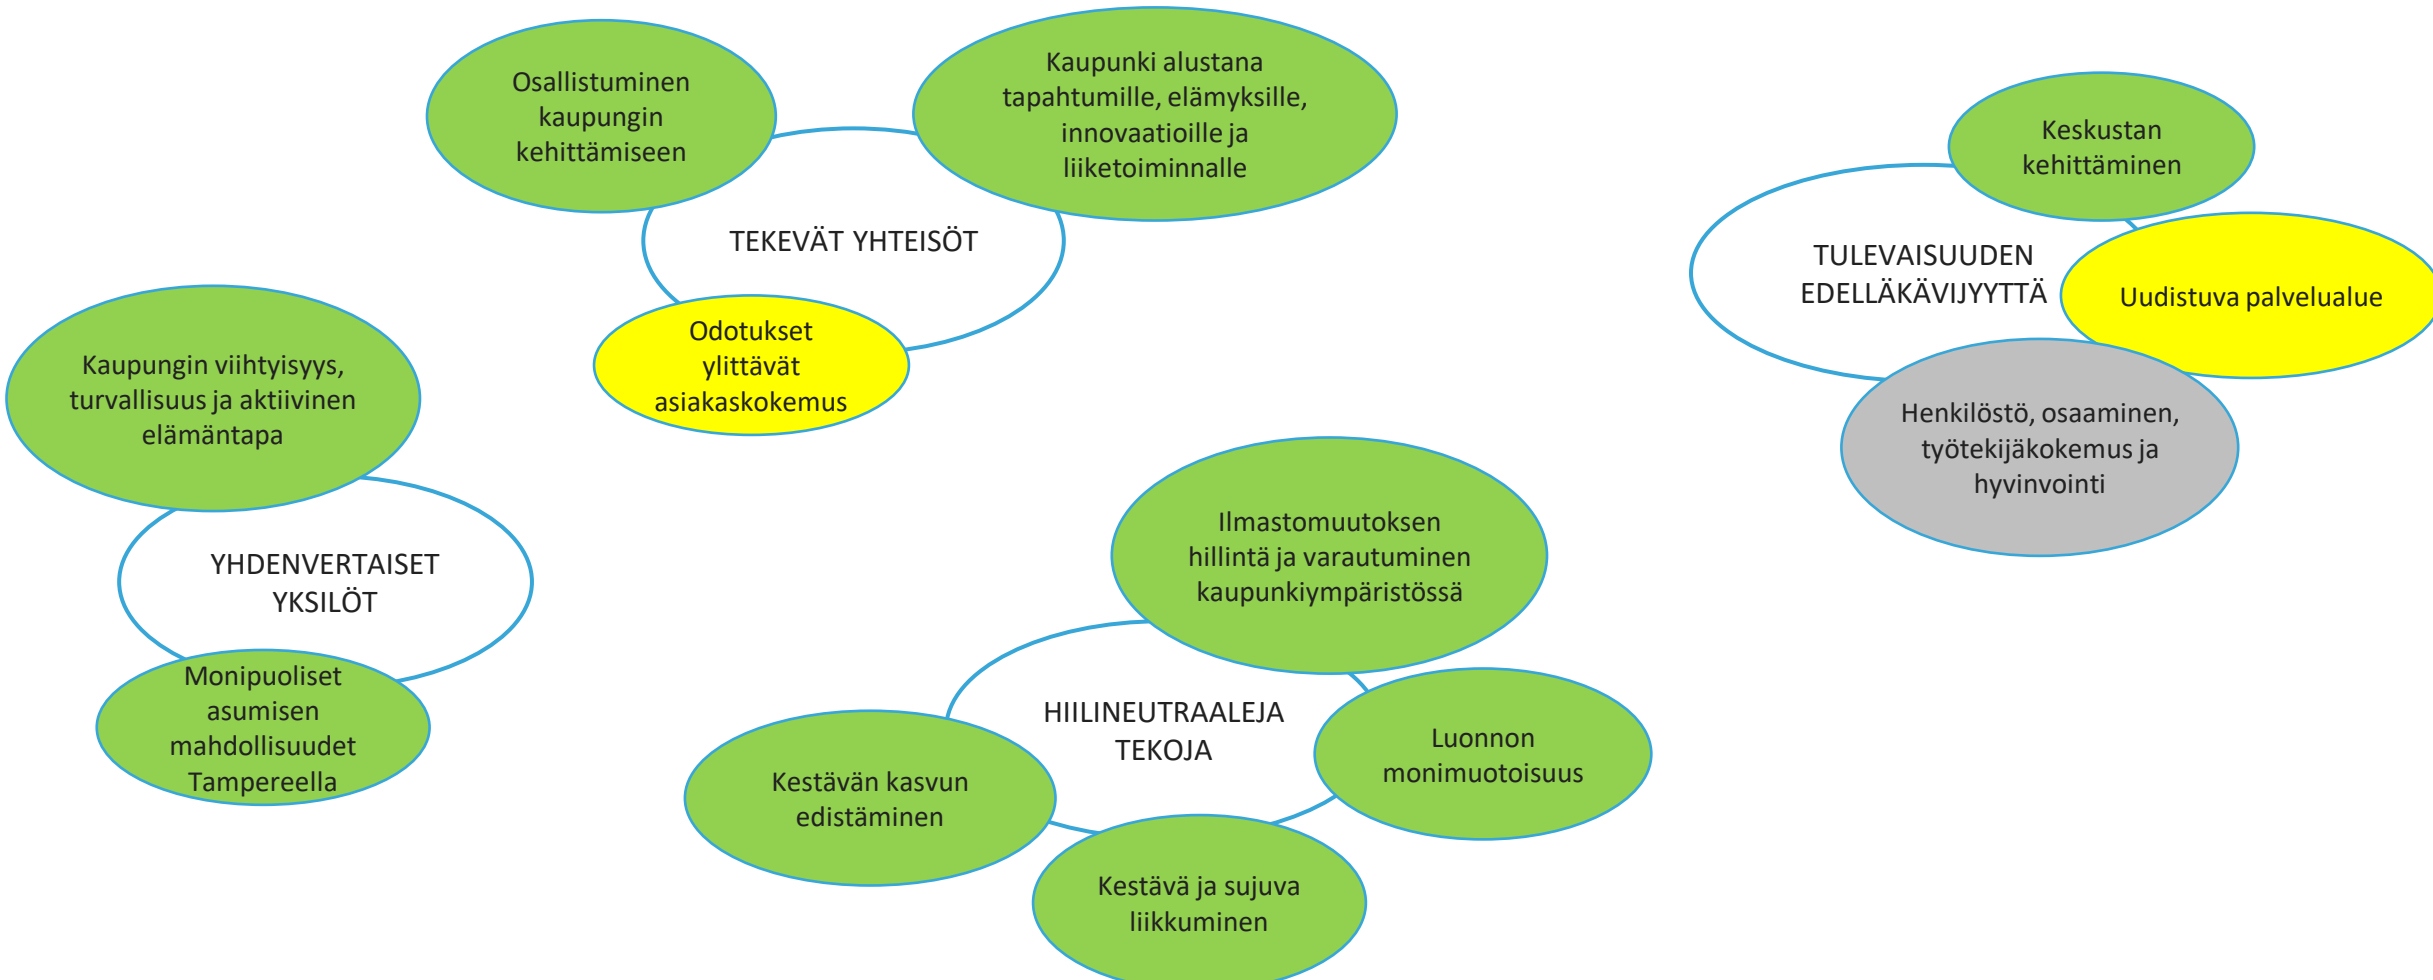 Osallistuminen
kaupungin
kehittämiseen
Kaupunki alustana
tapahtumille, elämyksille,
innovaatioille ja
liiketoiminnalle
TEKEVÄT YHTEISÖT
Odotukset
ylittävät
asiakaskokemus
Keskustan
kehittäminen
TULEVAISUUDEN
EDELLÄKÄVIJYYTTÄ
Uudistuva palvelualue
Henkilöstö, osaaminen,
työtekijäkokemus ja
hyvinvointi
Kaupungin viihtyisyys,
turvallisuus ja aktiivinen
elämäntapa
YHDENVERTAISET
YKSILÖT
Monipuoliset
asumisen
mahdollisuudet
Tampereella
Ilmastomuutoksen
hillintä ja varautuminen
kaupunkiympäristössä
HIILINEUTRAALEJA
TEKOJA
Luonnon
monimuotoisuus
Kestävän kasvun
edistäminen
Kestävä ja sujuva
liikkuminen